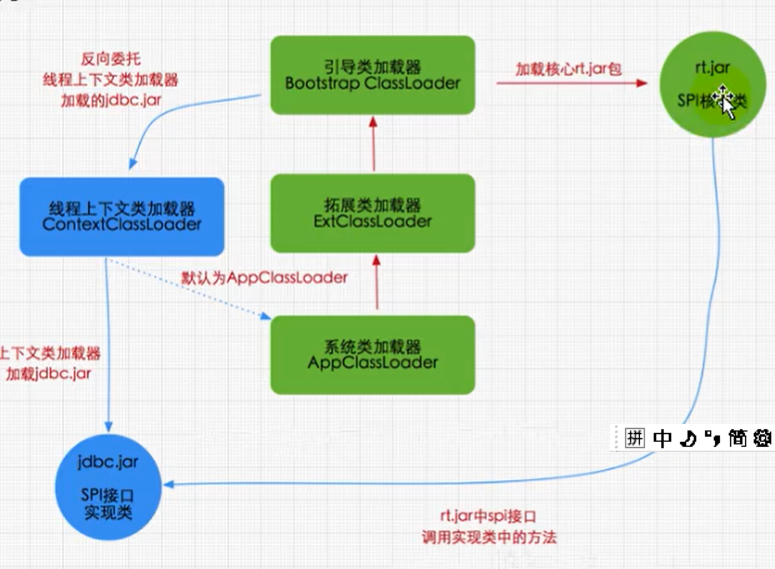 反向委托
线程上下文类加载器
加载的jdbc.jar
引导类加载器
Bootstrap ClassLoader
加载核心rt.jar包
rt.jar
SPI核 类
线程上下文类加载器
ContextClassLoader
拓展类加载器
ExtClassLoader
默认为AppClassLoader
系统类加载器
AppClassLoader
上下文类加载器
加载jdbc.jar
拼 中 简
jdbc.jar
SPI接口
实现类
rt.jar中spi接口
调用实现类中的方法